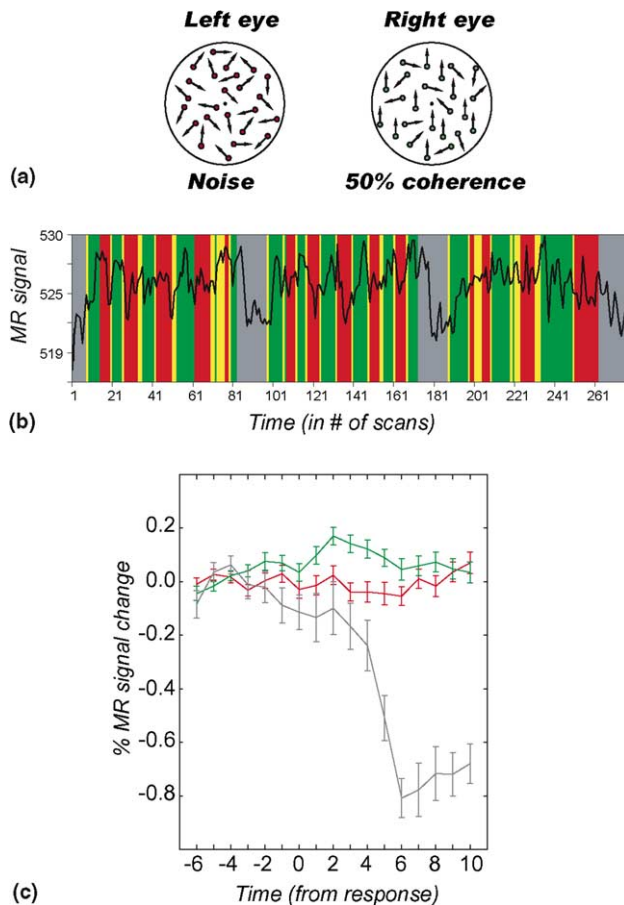 Left eye Right eye
(a) Noise 50% coherence
530
525
519
MR signal
1 21 41 61 81 101 121 141 161 181 201 221 241 261
(b) Time (in # of scans)
0.2
0.0
-0.2
-0.4
-0.6
-0.8
% MR signal change
-6 -4 -2 0 2 4 6 8 10
(c) Time (from response)